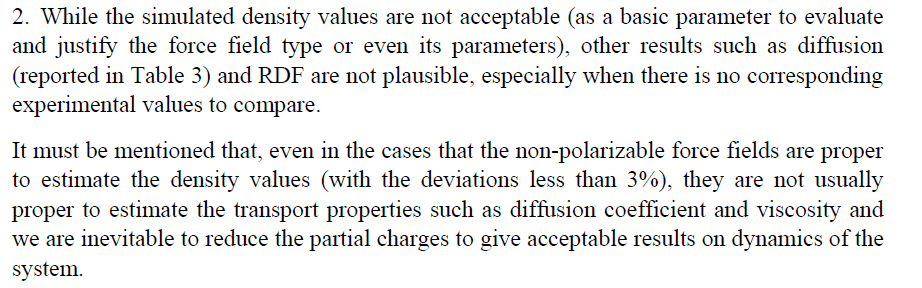 2. While the simulated density values are not acceptable (as a basic parameter to evaluate
and justify the force field type or even its parameters), other results such as diffusion
(reported in Table 3) and RDF are not plausible, especially when there is no corresponding
experimental values to compare.
It must be mentioned that, even in the cases that the non-polarizable force fields are proper
to estimate the density values (with the deviations less than 3%), they are not usually
proper to estimate the transport properties such as diffusion coefficient and viscosity and
we are inevitable to reduce the partial charges to give acceptable results on dynamics of the
system.